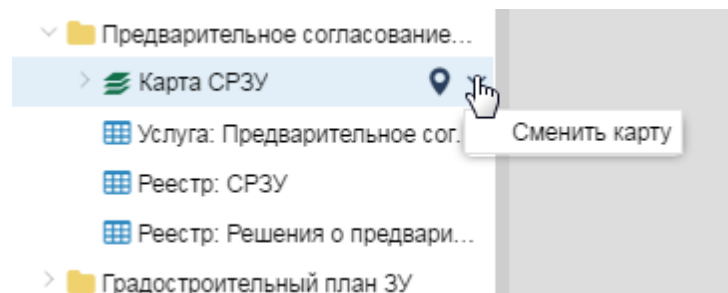 Предварительное согласование...
Карта СРЗУ
Сменить карту
Услуга: Предварительное сог.
Реестр: СРЗУ
Реестр: Решения о предвари...
Градостроительный план ЗУ